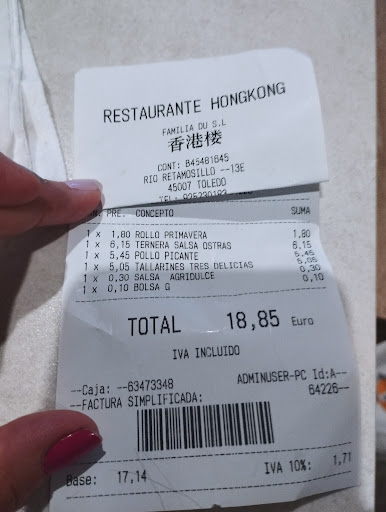 RESTAURANTE HONGKONG
FAMILIA DU S.L
香港楼
CONT: B45481645
RIO RETAMOSILLO --13E
45007 TOLEDO
PRE. CONCEPTO SUMA
1 x 1,80 ROLLO PRIMAVERA 1,80
1 x 6,15 TERNERA SALSA OSTRAS 6,15
1 x 5,45 POLLO PICANTE 5,45
1 x 5,05 TALLARINES TRES DELICIAS 5,05
1 x 0,30 SALSA AGRIDULCE 0,30
1 x 0,10 BOLSA G 0,10
TOTAL 18,85 Euro
IVA INCLUIDO
--Caja: --63473348 ADMINUSER-PC Id:A--
--FACTURA SIMPLIFICADA: 64226--
Base: 17,14 IVA 10%: 1,71